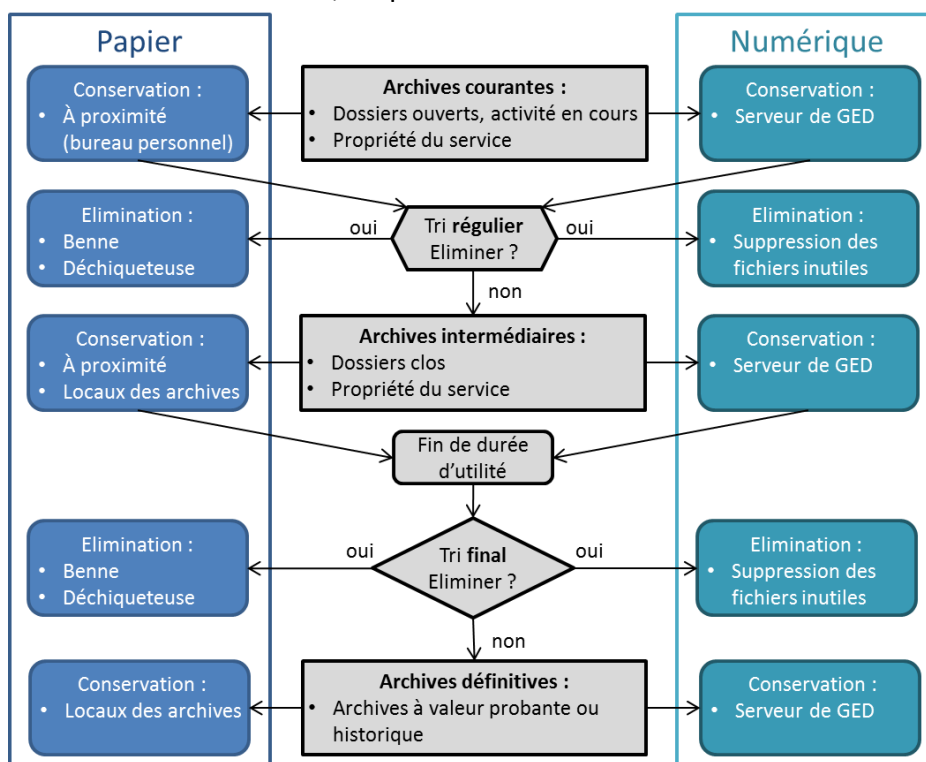 Papier
Numérique
Conservation :
• À proximité
(bureau personnel)
Archives courantes :
• Dossiers ouverts, activité en cours
• Propriété du service
Conservation :
• Serveur de GED
Elimination :
• Benne
• Déchiqueteuse
oui
Tri régulier
Eliminer ?
oui
Elimination :
• Suppression des
fichiers inutiles
non
Conservation :
• À proximité
• Locaux des archives
Archives intermédiaires :
• Dossiers clos
• Propriété du service
Conservation :
• Serveur de GED
Fin de durée
d’utilité
Elimination :
• Benne
• Déchiqueteuse
oui
Tri final
Eliminer ?
oui
Elimination :
• Suppression des
fichiers inutiles
non
Conservation :
• Locaux des archives
Archives définitives :
• Archives à valeur probante ou
historique
Conservation :
• Serveur de GED